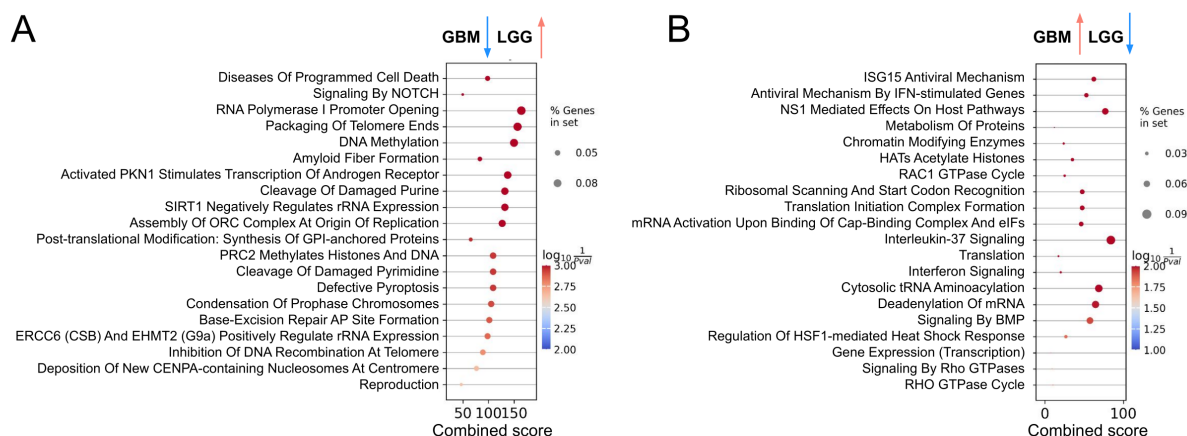 A
GBM LGG
Diseases Of Programmed Cell Death
Signaling By NOTCH
RNA Polymerase I Promoter Opening
Packaging Of Telomere Ends
DNA Methylation
Amyloid Fiber Formation
Activated PKN1 Stimulates Transcription Of Androgen Receptor
Cleavage Of Damaged Purine
SIRT1 Negatively Regulates rRNA Expression
Assembly Of ORC Complex At Origin Of Replication
Post-translational Modification: Synthesis Of GPI-anchored Proteins
PRC2 Methylates Histones And DNA
Cleavage Of Damaged Pyrimidine
Defective Pyroptosis
Condensation Of Prophase Chromosomes
Base-Excision Repair AP Site Formation
ERCC6 (CSB) And EHMT2 (G9a) Positively Regulate rRNA Expression
Inhibition Of DNA Recombination At Telomere
Deposition Of New CENPA-containing Nucleosomes At Centromere
Reproduction
50 100 150
Combined score
% Genes
in set
0.05
0.08
log10 1/Pval
3.00
2.75
2.50
2.25
2.00
B
GBM LGG
ISG15 Antiviral Mechanism
Antiviral Mechanism By IFN-stimulated Genes
NS1 Mediated Effects On Host Pathways
Metabolism Of Proteins
Chromatin Modifying Enzymes
HATs Acetylate Histones
RAC1 GTPase Cycle
Ribosomal Scanning And Start Codon Recognition
Translation Initiation Complex Formation
mRNA Activation Upon Binding Of Cap-Binding Complex And eIFs
Interleukin-37 Signaling
Translation
Interferon Signaling
Cytosolic tRNA Aminoacylation
Deadenylation Of mRNA
Signaling By BMP
Regulation Of HSF1-mediated Heat Shock Response
Gene Expression (Transcription)
Signaling By Rho GTPases
RHO GTPase Cycle
0 100
Combined score
% Genes
in set
0.03
0.06
0.09
log10 1/Pval
2.00
1.75
1.50
1.25
1.00